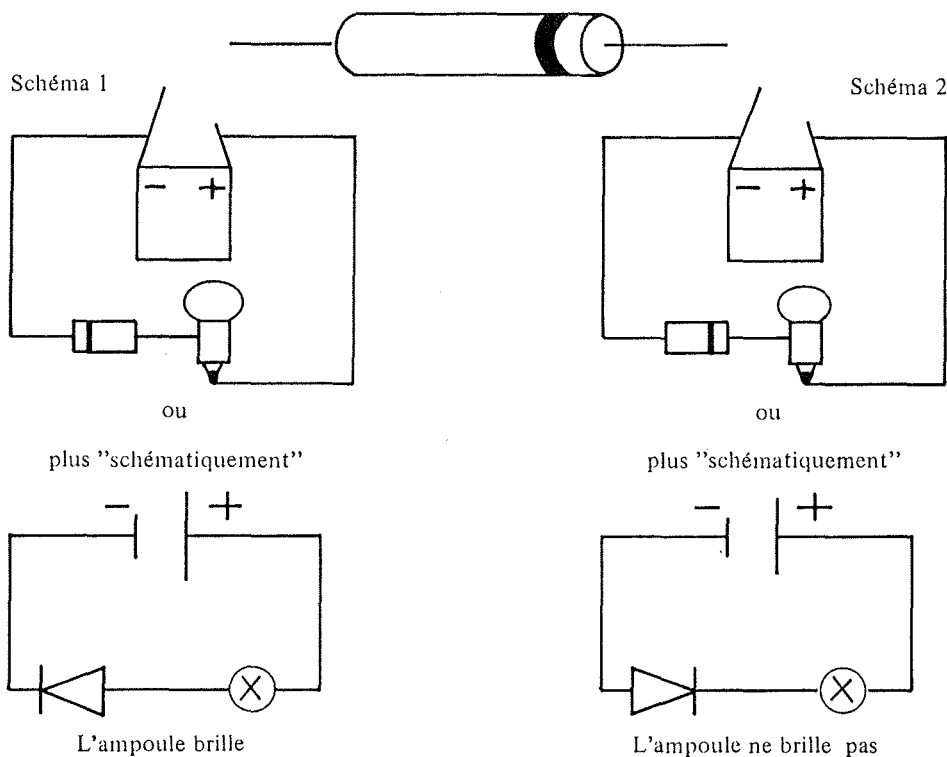 Schéma 1
Schéma 2
- +
- +
ou
ou
plus "schématiquement"
plus "schématiquement"
- +
- +
L'ampoule brille
L'ampoule ne brille pas